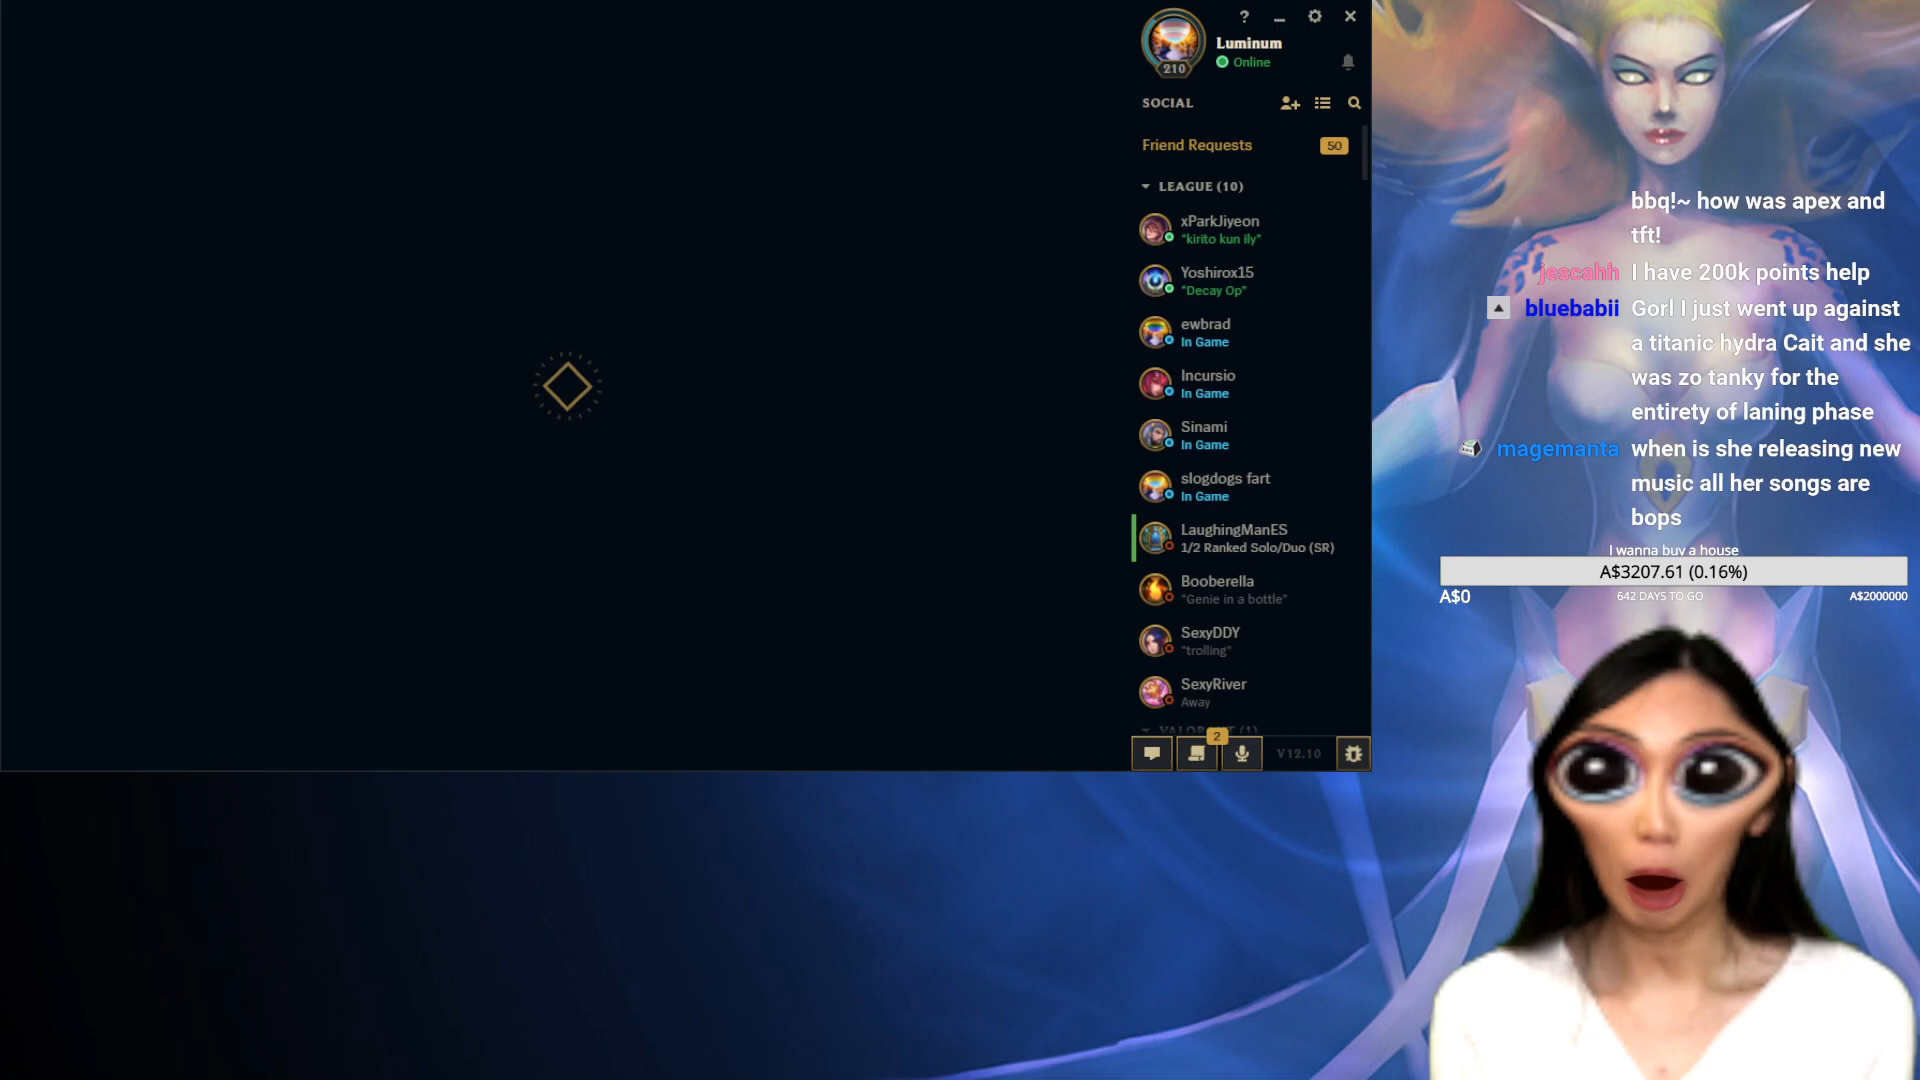 Luminum
210
Online
SOCIAL
Friend Requests
50
LEAGUE (10)
xParkJiyeon
"kirito kun ily"
Yoshirox15
"Decay Op"
ewbrad
In Game
Incursio
In Game
Sinami
In Game
slogdogs fart
In Game
LaughingManES
1/2 Ranked Solo/Duo (SR)
Booberella
"Genie in a bottle"
SexyDDY
"trolling"
SexyRiver
Away
2
V12.10
bbq!~ how was apex and
tft!
jescahh I have 200k points help
bluebabii Gorl I just went up against
a titanic hydra Cait and she
was zo tanky for the
entirety of laning phase
magemanta when is she releasing new
music all her songs are
bops
I wanna buy a house
A$3207.61 (0.16%)
A$0
642 DAYS TO GO
A$2000000